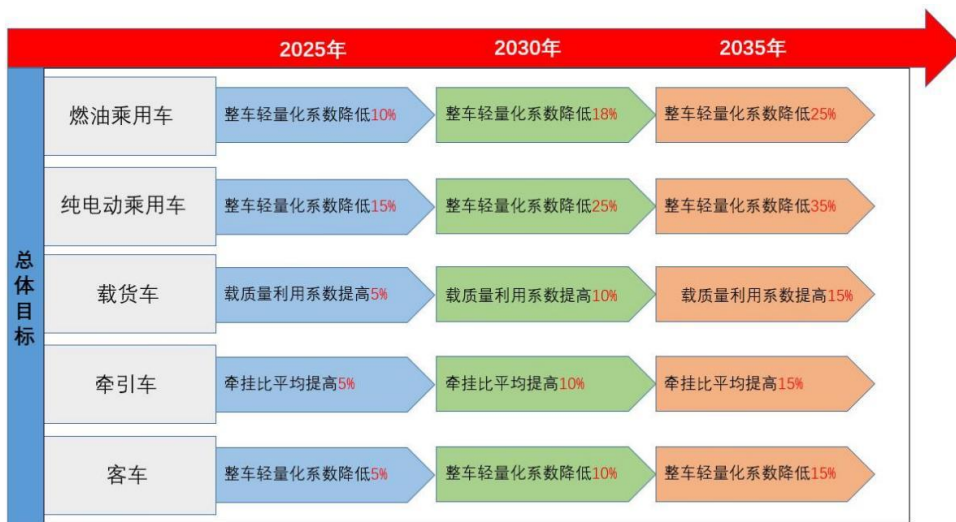 2025年 2030年 2035年
总体目标
燃油乘用车 整车轻量化系数降低10% 整车轻量化系数降低18% 整车轻量化系数降低25%
纯电动乘用车 整车轻量化系数降低15% 整车轻量化系数降低25% 整车轻量化系数降低35%
载货车 载质量利用系数提高5% 载质量利用系数提高10% 载质量利用系数提高15%
牵引车 牵挂比平均提高5% 牵挂比平均提高10% 牵挂比平均提高15%
客车 整车轻量化系数降低5% 整车轻量化系数降低10% 整车轻量化系数降低15%